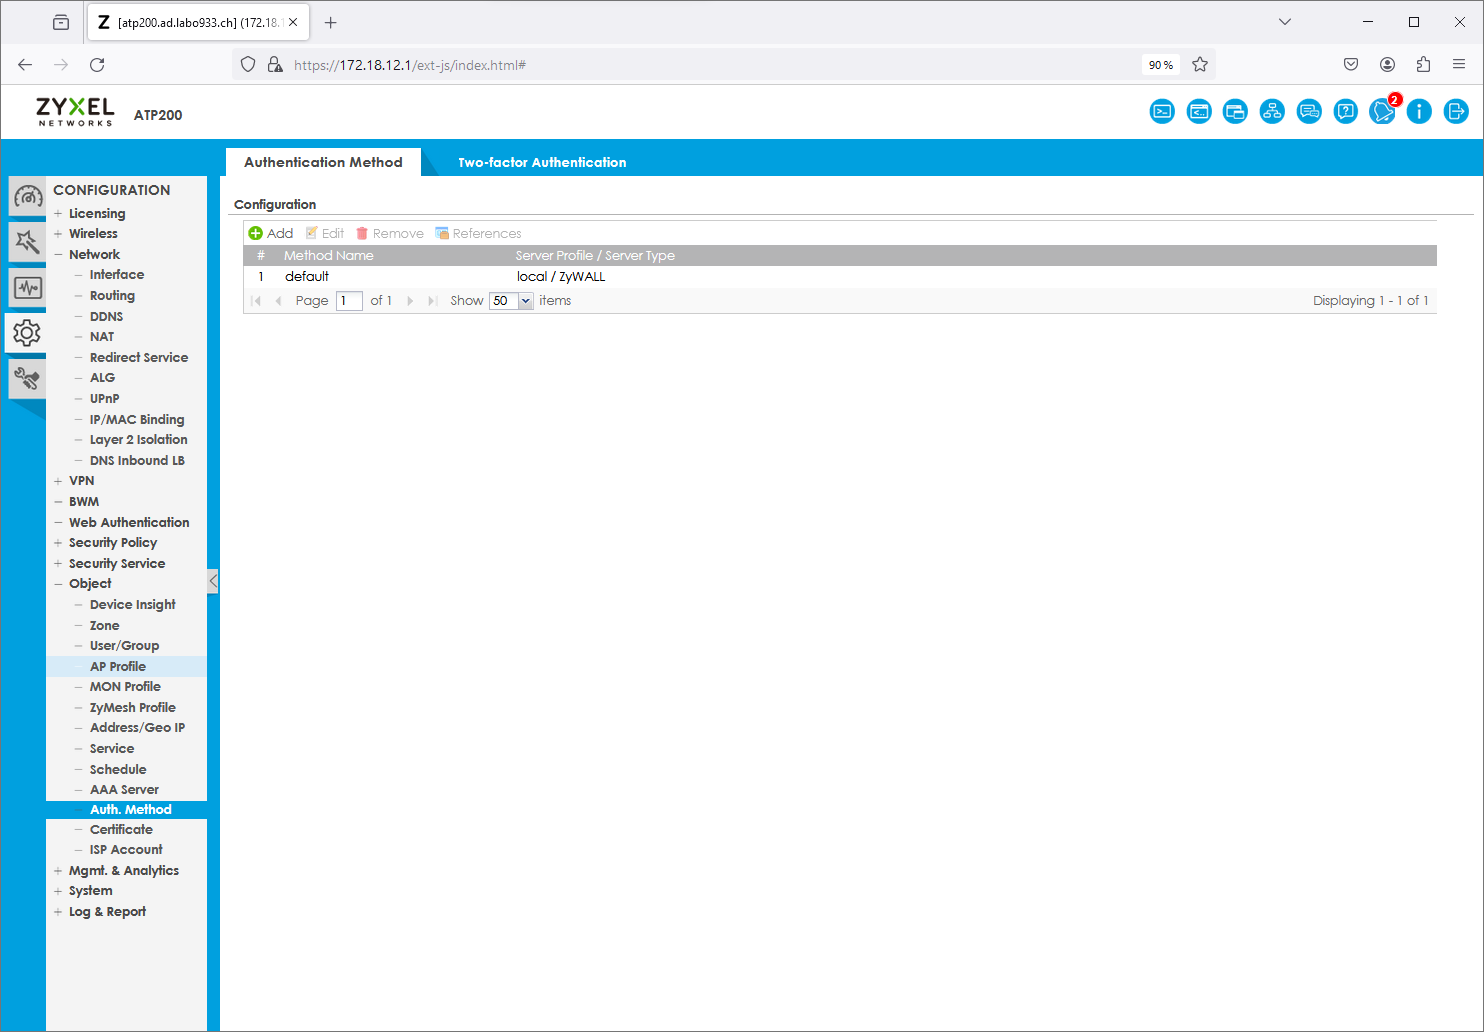 [atp200.ad.labo933.ch] (172.18.1
https://172.18.12.1/ext-js/index.html#
90%
ZYXEL
NETWORKS
ATP200
2
Authentication Method
Two-factor Authentication
CONFIGURATION
Licensing
Wireless
Network
Interface
Routing
DDNS
NAT
Redirect Service
ALG
UPnP
IP/MAC Binding
Layer 2 Isolation
DNS Inbound LB
VPN
BWM
Web Authentication
Security Policy
Security Service
Object
Device Insight
Zone
User/Group
AP Profile
MON Profile
ZyMesh Profile
Address/Geo IP
Service
Schedule
AAA Server
Auth. Method
Certificate
ISP Account
Mgmt. & Analytics
System
Log & Report
Configuration
Add Edit Remove References
# Method Name Server Profile / Server Type
1 default local / ZyWALL
Page 1 of 1 Show 50 items Displaying 1 - 1 of 1